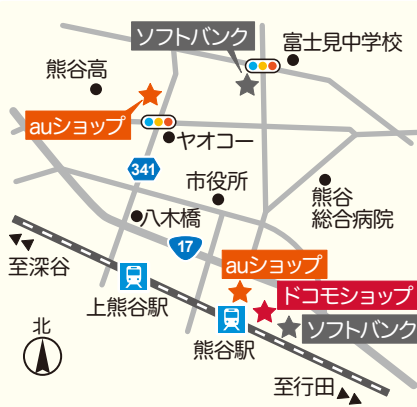 ソフトバンク
富士見中学校
熊谷高
auショップ
ヤオコー
341
市役所
熊谷
総合病院
八木橋
17
至深谷
auショップ
ドコモショップ
上熊谷駅
ソフトバンク
北
熊谷駅
至行田